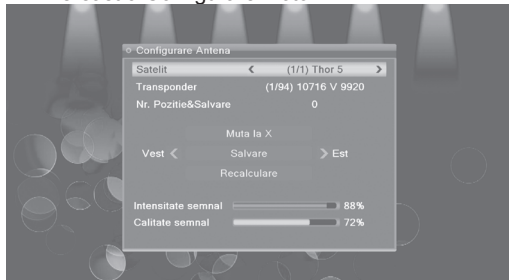 Configurare Antena
Satelit (1/1) Thor 5
Transponder (1/94) 10716 V 9920
Nr. Pozitie&Salvare 0
Muta la X
Vest Salvare Est
Recalculare
Intensitate semnal 88%
Calitate semnal 72%